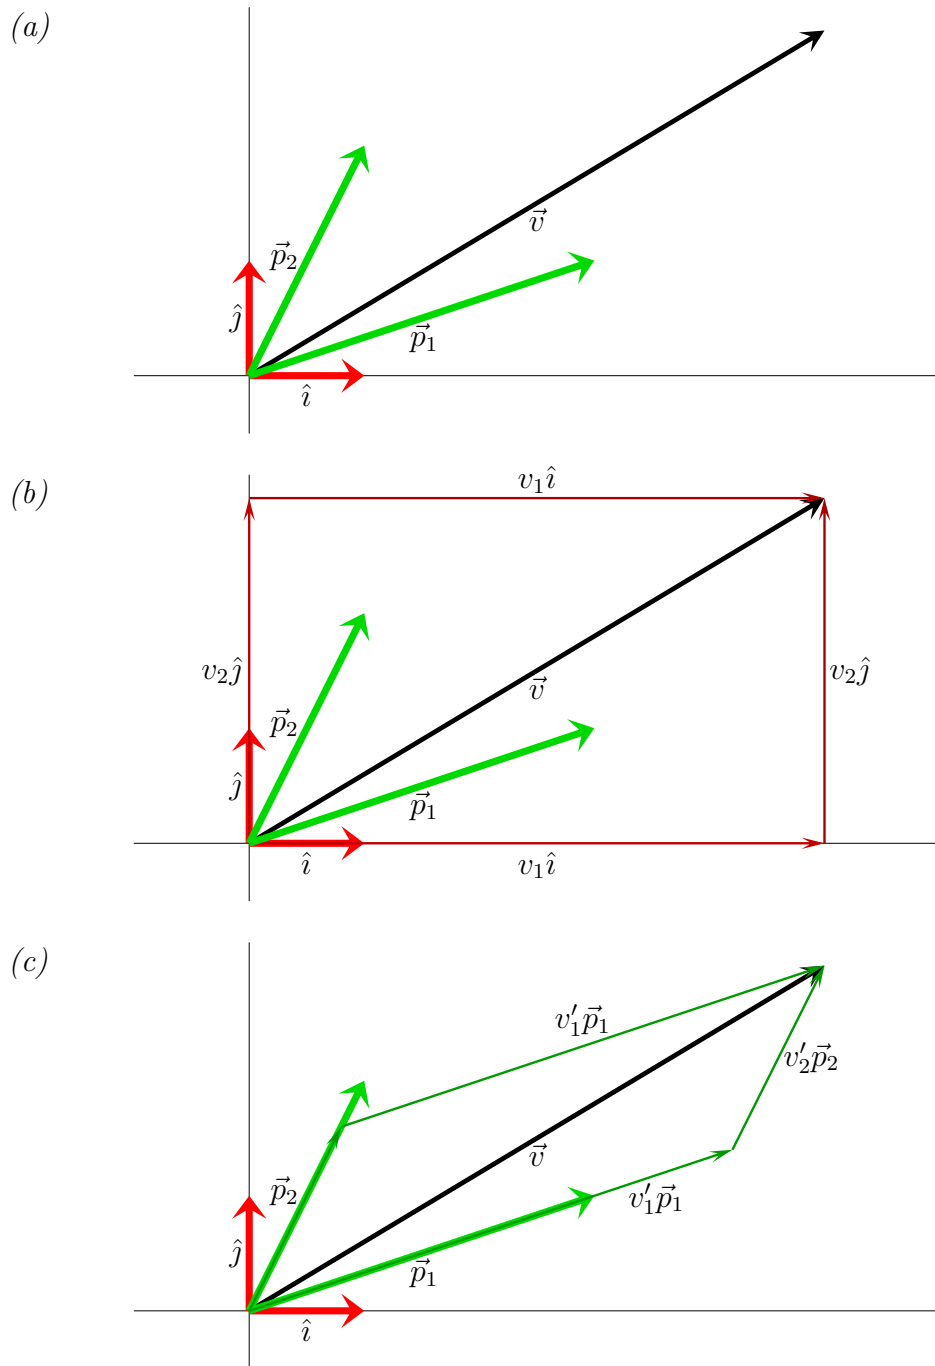 (a)
v⃗
p⃗₂
ĵ
p⃗₁
î
(b)
v₁î
v₂ĵ
v₂ĵ
v⃗
p⃗₂
ĵ
p⃗₁
î
v₁î
(c)
v′₁p⃗₁
v′₂p⃗₂
v⃗
p⃗₂
v′₁p⃗₁
ĵ
p⃗₁
î